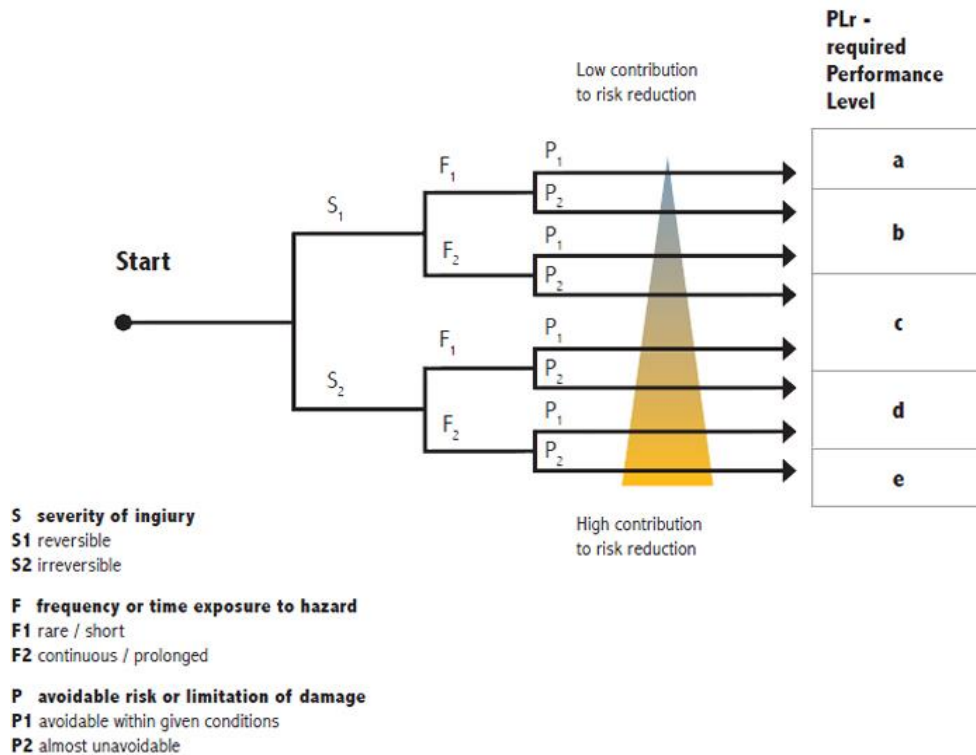 PLr -
required
Performance
Level
Low contribution
to risk reduction
a
b
c
d
e
Start
S₁
S₂
F₁
F₂
F₁
F₂
P₁
P₂
P₁
P₂
P₁
P₂
P₁
P₂
High contribution
to risk reduction
S severity of ingiury
S1 reversible
S2 irreversible
F frequency or time exposure to hazard
F1 rare / short
F2 continuous / prolonged
P avoidable risk or limitation of damage
P1 avoidable within given conditions
P2 almost unavoidable